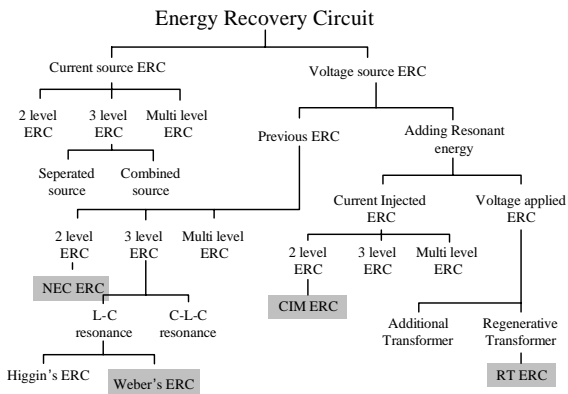 Energy Recovery Circuit
Current source ERC
Voltage source ERC
2 level
ERC
3 level
ERC
Multi level
ERC
Previous ERC
Adding Resonant
energy
Seperated
source
Combined
source
Current Injected
ERC
Voltage applied
ERC
2 level
ERC
3 level
ERC
Multi level
ERC
2 level
ERC
3 level
ERC
Multi level
ERC
NEC ERC
CIM ERC
L-C
resonance
C-L-C
resonance
Additional
Transformer
Regenerative
Transformer
Higgin's ERC
Weber's ERC
RT ERC